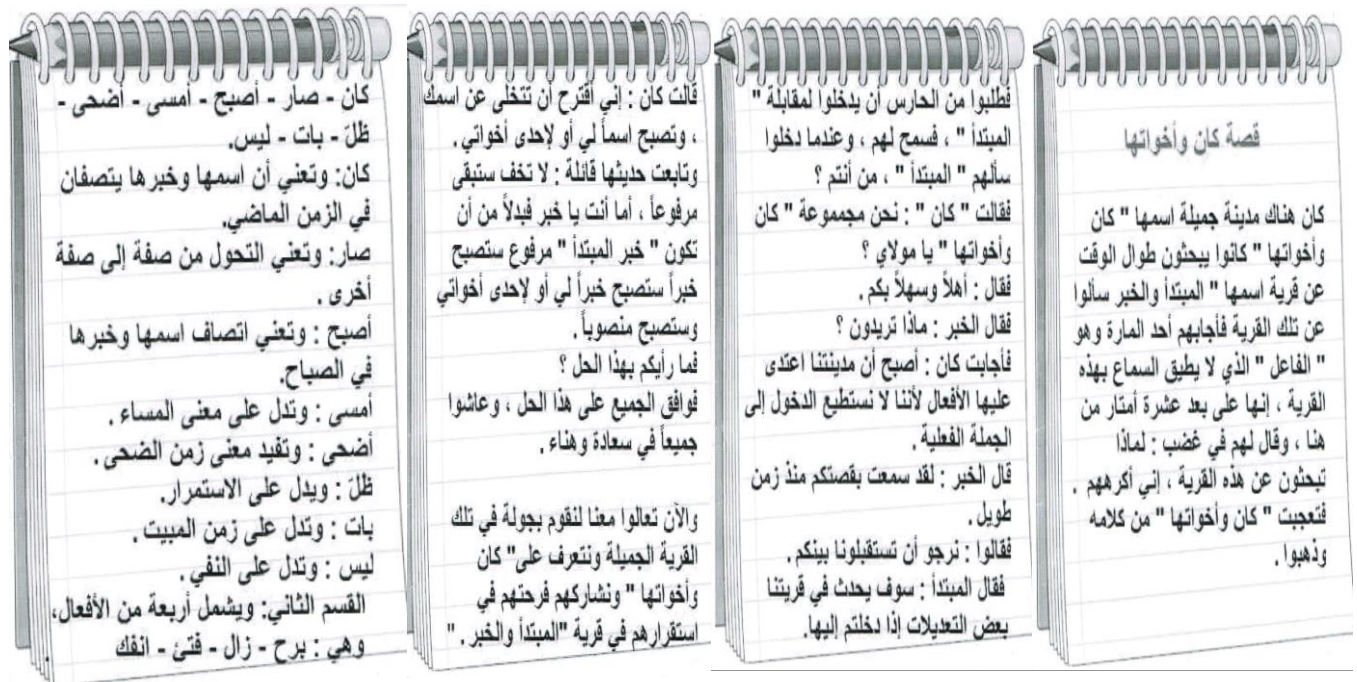 قصة كان وأخواتها
كان هناك مدينة جميلة اسمها " كان
وأخواتها " كانوا يبحثون طوال الوقت
عن قرية اسمها " المبتدأ والخبر سألوا
عن تلك القرية فأجابهم أحد المارة وهو
" الفاعل " الذي لا يطيق السماع بهذه
القرية ، إنها على بعد عشرة أمتار من
هنا ، وقال لهم في غضب : لماذا
تبحثون عن هذه القرية ، إني أكرههم .
فتعجبت " كان وأخواتها " من كلامه
وذهبوا .
فطلبوا من الحارس أن يدخلوا لمقابلة "
المبتدأ " ، فسمح لهم ، وعندما دخلوا
سألهم " المبتدأ " ، من أنتم ؟
فقالت " كان " : نحن مجموعة " كان
وأخواتها " يا مولاي ؟
فقال : أهلاً وسهلاً بكم .
فقال الخبر : ماذا تريدون ؟
فأجابت كان : أصبح أن مدينتنا اعتدى
عليها الأفعال لأننا لا نستطيع الدخول إلى
الجملة الفعلية .
قال الخبر : لقد سمعت بقصتكم منذ زمن
طويل .
فقالوا : نرجو أن تستقبلونا بينكم .
فقال المبتدأ : سوف يحدث في قريتنا
بعض التعديلات إذا دخلتم إليها.
قالت كان : إني أقترح أن تتخلى عن اسمك
، وتصبح اسماً لي أو لإحدى أخواتي .
وتابعت حديثها قائلة : لا تخف ستبقى
مرفوعاً ، أما أنت يا خبر فبدلاً من أن
تكون " خبر المبتدأ " مرفوع ستصبح
خبراً ستصبح خبراً لي أو لإحدى أخواتي
وستصبح منصوباً .
فما رأيكم بهذا الحل ؟
فوافق الجميع على هذا الحل ، وعاشوا
جميعاً في سعادة وهناء .
والآن تعالوا معنا لنقوم بجولة في تلك
القرية الجميلة ونتعرف على" كان
وأخواتها " ونشاركهم فرحتهم في
استقرارهم في قرية "المبتدأ والخبر . "
كان - صار - أصبح - أمسى - أضحى -
ظلّ - بات - ليس.
كان: وتعني أن اسمها وخبرها يتصفان
في الزمن الماضي.
صار: وتعني التحول من صفة إلى صفة
أخرى .
أصبح : وتعني اتصاف اسمها وخبرها
في الصباح.
أمسى : وتدل على معنى المساء .
أضحى : وتفيد معنى زمن الضحى .
ظلّ : ويدل على الاستمرار.
بات : وتدل على زمن المبيت .
ليس : وتدل على النفي .
القسم الثاني: ويشمل أربعة من الأفعال،
وهي : برح - زال - فتئ - انفك .